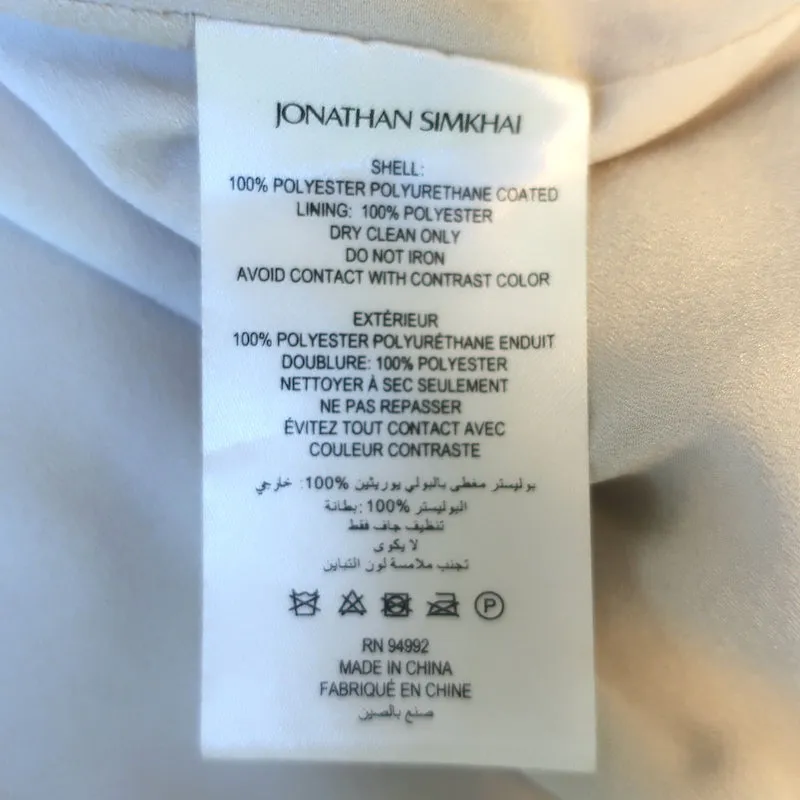 JONATHAN SIMKHAI
SHELL:
100% POLYESTER POLYURETHANE COATED
LINING: 100% POLYESTER
DRY CLEAN ONLY
DO NOT IRON
AVOID CONTACT WITH CONTRAST COLOR
EXTÉRIEUR
100% POLYESTER POLYURÉTHANE ENDUIT
DOUBLURE: 100% POLYESTER
NETTOYER À SEC SEULEMENT
NE PAS REPASSER
ÉVITEZ TOUT CONTACT AVEC
COULEUR CONTRASTE
بوليستر مغطى بالبولي يوريثين %100: خارجي
البوليستر %100 :بطانة
تنظيف جاف فقط
لا يكوى
تجنب ملامسة لون التباين
P
RN 94992
MADE IN CHINA
FABRIQUÉ EN CHINE
صنع بالصين